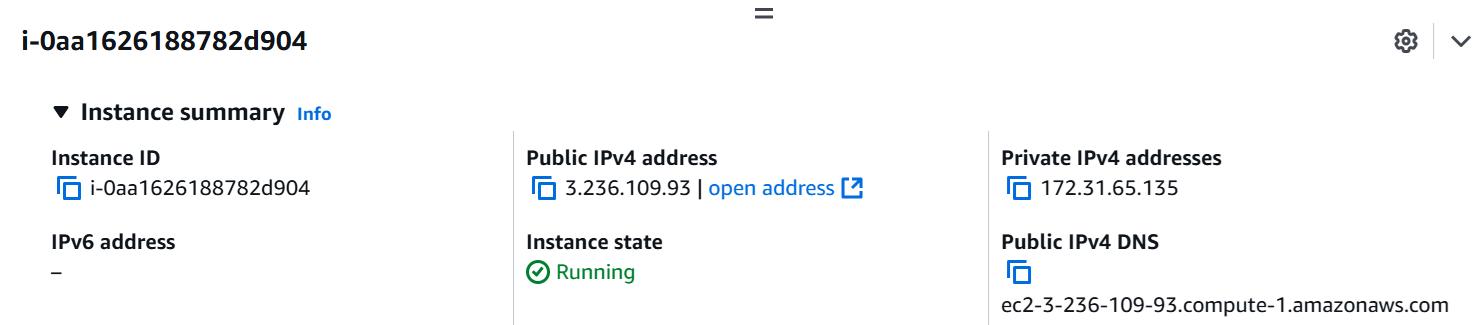 i-0aa1626188782d904
Instance summary Info
Instance ID
i-0aa1626188782d904
Public IPv4 address
3.236.109.93 | open address
Private IPv4 addresses
172.31.65.135
IPv6 address
–
Instance state
Running
Public IPv4 DNS
ec2-3-236-109-93.compute-1.amazonaws.com